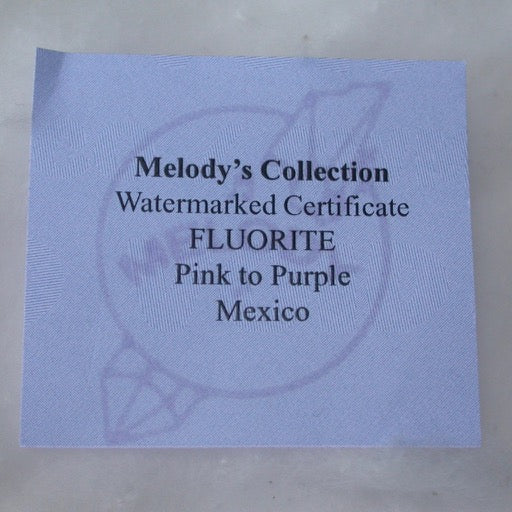 Melody's Collection
Watermarked Certificate
FLUORITE
Pink to Purple
Mexico